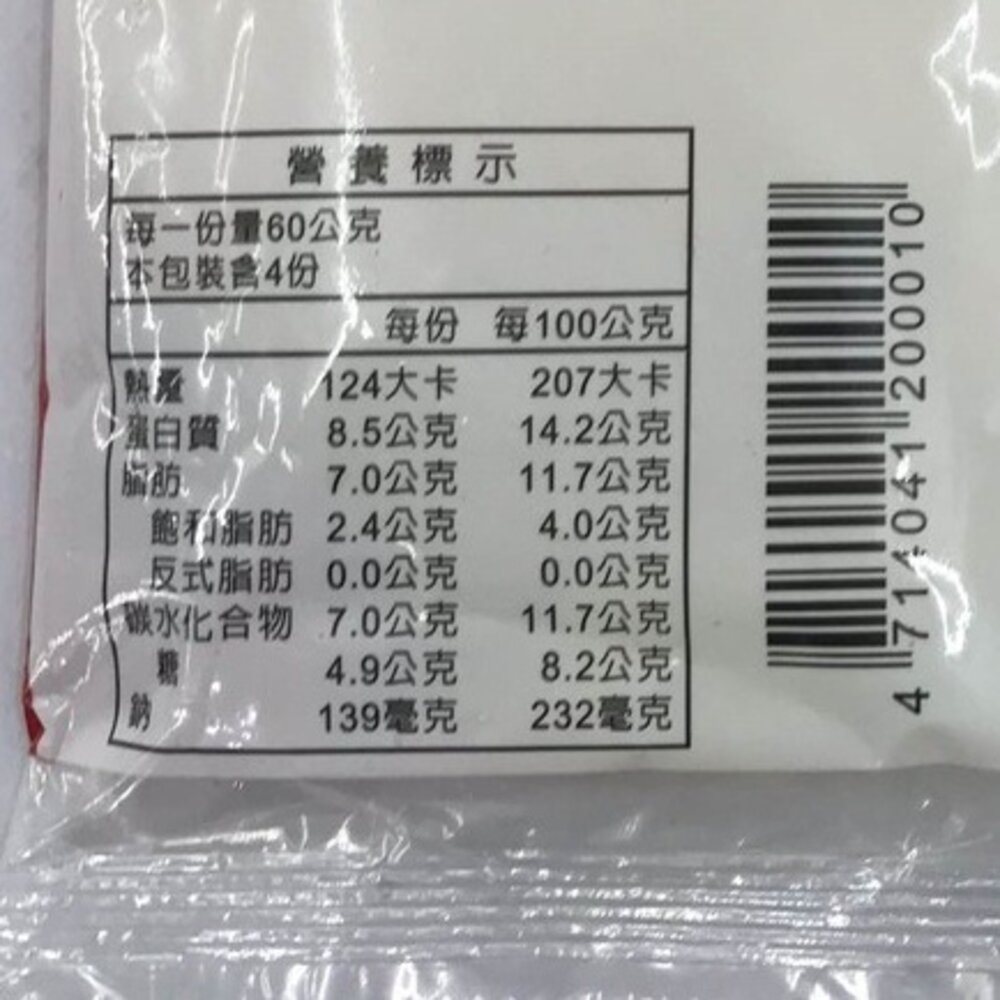 營養標示
每一份量60公克
本包裝含4份
每份 每100公克
熱量 124大卡 207大卡
蛋白質 8.5公克 14.2公克
脂肪 7.0公克 11.7公克
飽和脂肪 2.4公克 4.0公克
反式脂肪 0.0公克 0.0公克
碳水化合物 7.0公克 11.7公克
糖 4.9公克 8.2公克
鈉 139毫克 232毫克
4 714041 200010